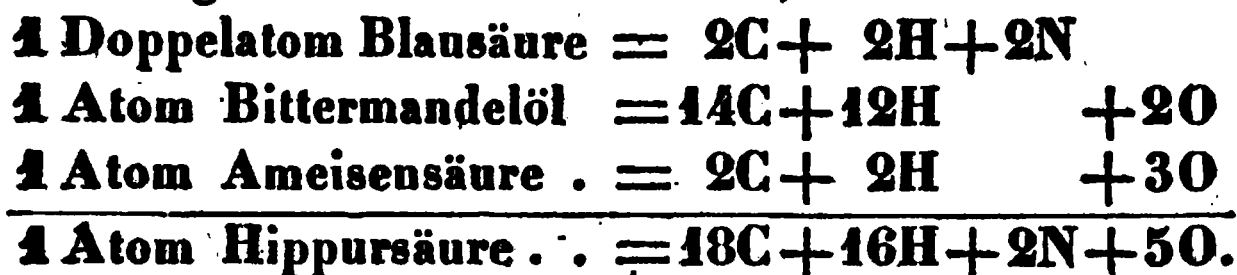 1 Doppelatom Blausäure = 2C + 2H + 2N
1 Atom Bittermandelöl = 14C + 12H + 2O
1 Atom Ameisensäure . = 2C + 2H + 3O
1 Atom Hippursäure . . = 18C + 16H + 2N + 5O.